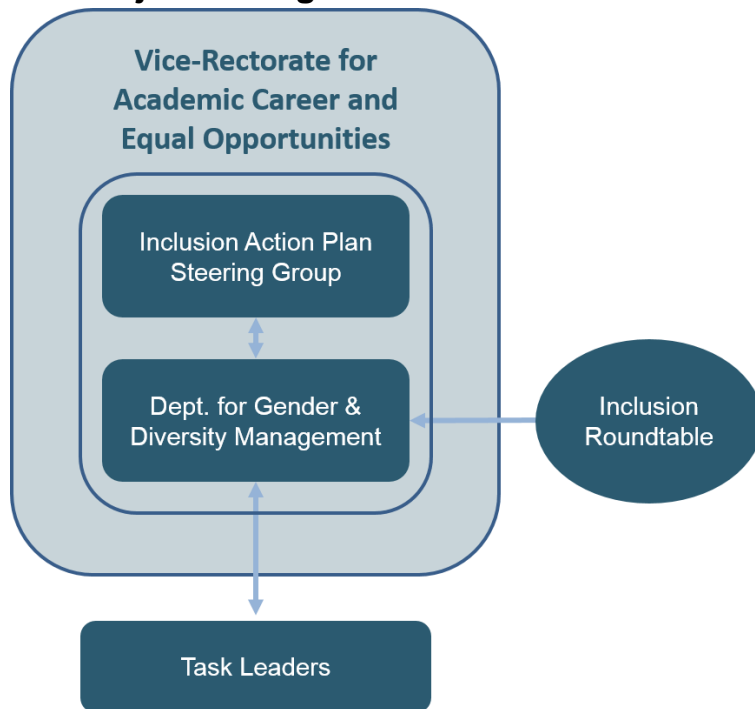 Vice-Rectorate for
Academic Career and
Equal Opportunities
Inclusion Action Plan
Steering Group
Dept. for Gender &
Diversity Management
Inclusion
Roundtable
Task Leaders